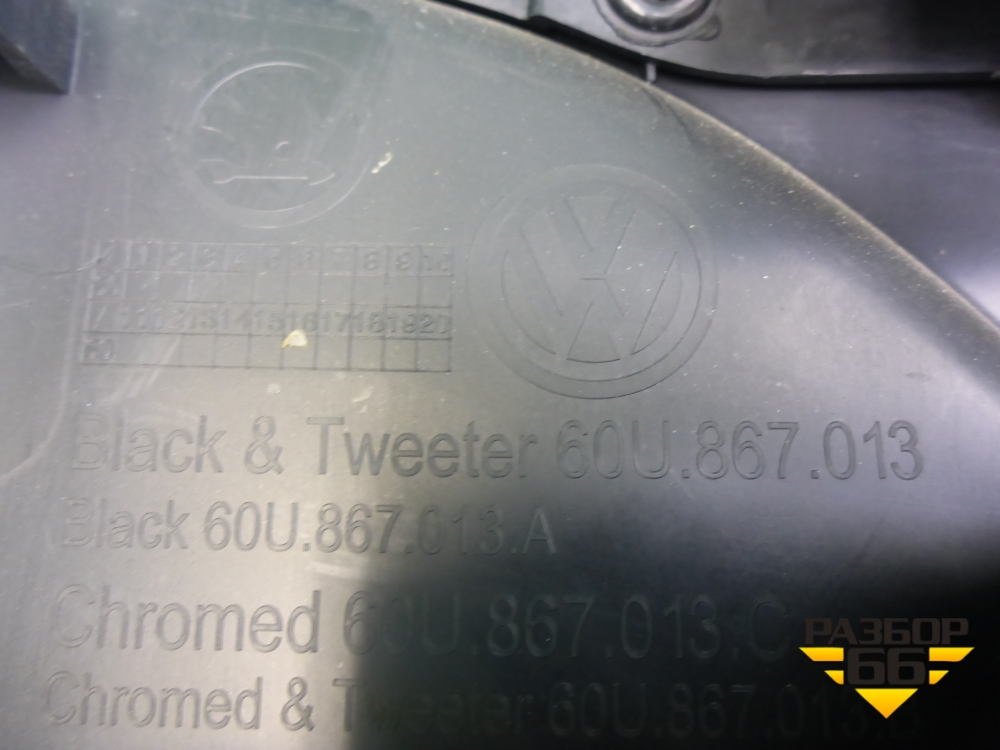 Black & Tweeter 60U.867.013
Black 60U.867.013.A
Chromed 60U.867.013.C
Chromed & Tweeter 60U.867.013.
РАЗБОР
66